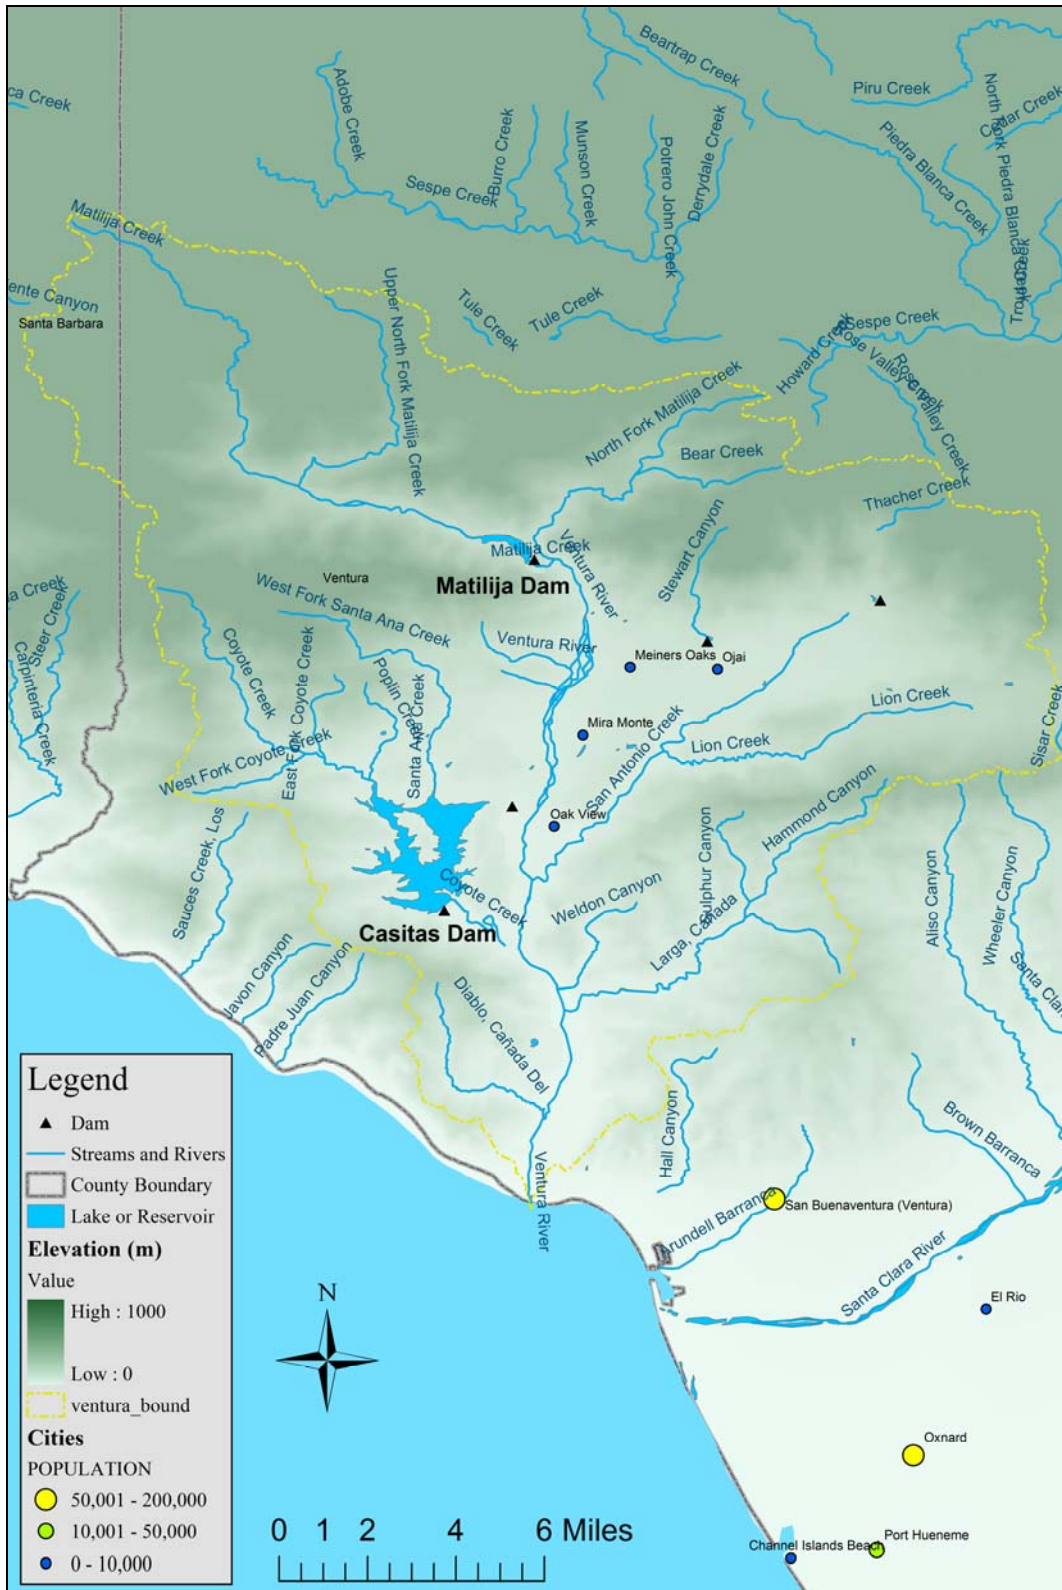 Beartrap Creek
Piru Creek
ca Creek
Adobe Creek
North Fork Piedra Blanca Creek
Cedar Creek
Munson Creek
Burro Creek
Potrero John Creek
Derrydale Creek
Piedra Blanca Creek
Sespe Creek
Matilija Creek
Trout Creek
ente Canyon
Santa Barbara
Upper North Fork Matilija Creek
Tule Creek
Tule Creek
Sespe Creek
Howard Creek
Rose Valley Creek
Rose Valley Creek
North Fork Matilija Creek
Bear Creek
Thacher Creek
Matilija Creek
Ventura River
Stewart Canyon
Matilija Dam
Ventura
a Creek
Steer Creek
Carpinteria Creek
West Fork Santa Ana Creek
Coyote Creek
East Fork Coyote Creek
Ventura River
Meiners Oaks
Ojai
Poplin Creek
Santa Ana Creek
Mira Monte
Lion Creek
Lion Creek
Sisar Creek
West Fork Coyote Creek
San Antonio Creek
Hammond Canyon
Sauces Creek, Los
Oak View
Sulphur Canyon
Aliso Canyon
Wheeler Canyon
Coyote Creek
Weldon Canyon
Casitas Dam
Larga, Cañada
Santa Clar
Javon Canyon
Padre Juan Canyon
Diablo, Cañada Del
Hall Canyon
Brown Barranca
Ventura River
Arundell Barranca
San Buenaventura (Ventura)
Santa Clara River
El Rio
Oxnard
Port Hueneme
Channel Islands Beach
Legend
Dam
Streams and Rivers
County Boundary
Lake or Reservoir
Elevation (m)
Value
High : 1000
Low : 0
ventura_bound
Cities
POPULATION
50,001 - 200,000
10,001 - 50,000
0 - 10,000
N
0 1 2 4 6 Miles